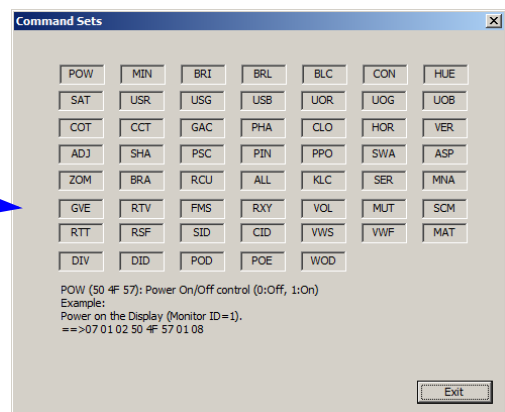 Command Sets
POW MIN BRI BRL BLC CON HUE
SAT USR USG USB UOR UOG UOB
COT CCT GAC PHA CLO HOR VER
ADJ SHA PSC PIN PPO SWA ASP
ZOM BRA RCU ALL KLC SER MNA
GVE RTV FMS RXY VOL MUT SCM
RTT RSF SID CID VWS VWF MAT
DIV DID POD POE WOD
POW (50 4F 57): Power On/Off control (0:Off, 1:On)
Example:
Power on the Display (Monitor ID=1).
==>07 01 02 50 4F 57 01 08
Exit